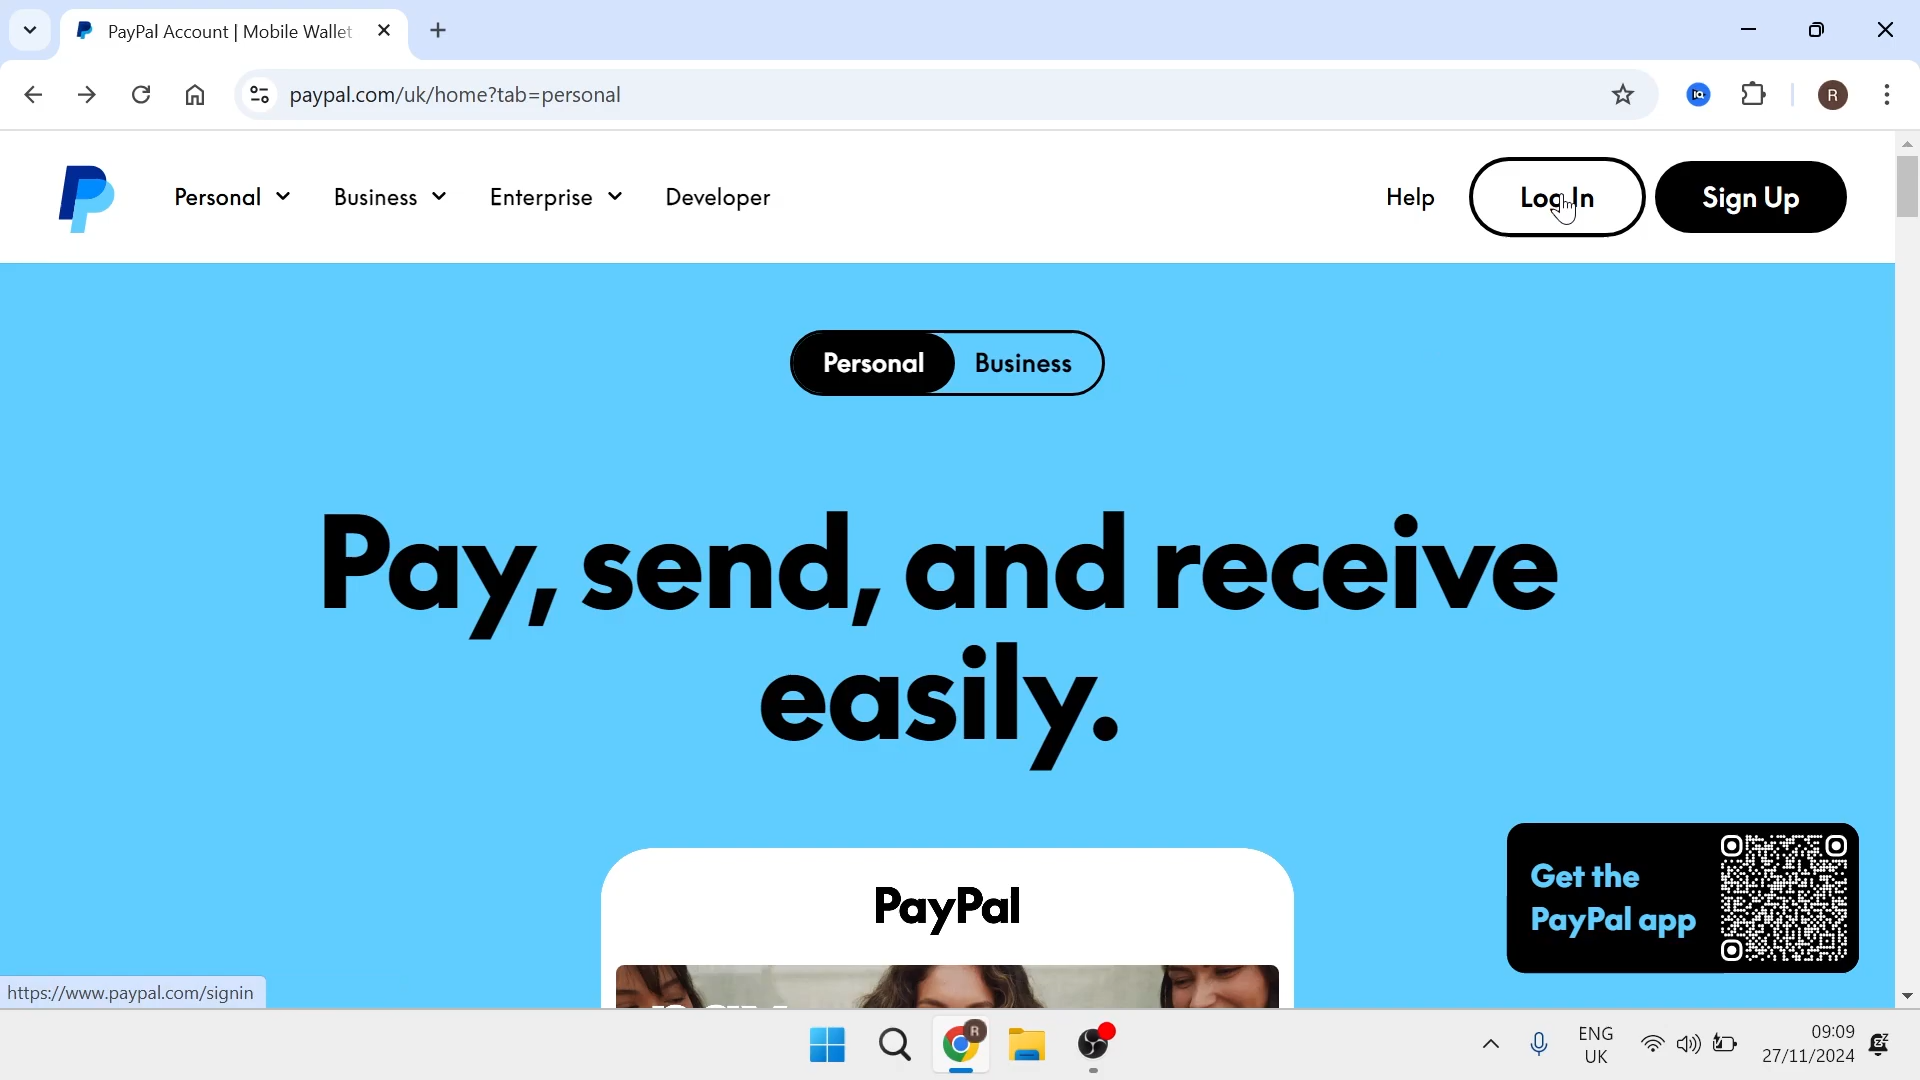 PayPal Account | Mobile Wallet
paypal.com/uk/home?tab=personal
R
Personal Business Enterprise Developer Help Log In Sign Up
Personal Business
Pay, send, and receive
easily.
Get the
PayPal app
PayPal
https://www.paypal.com/signin
R
ENG
UK
09:09
27/11/2024